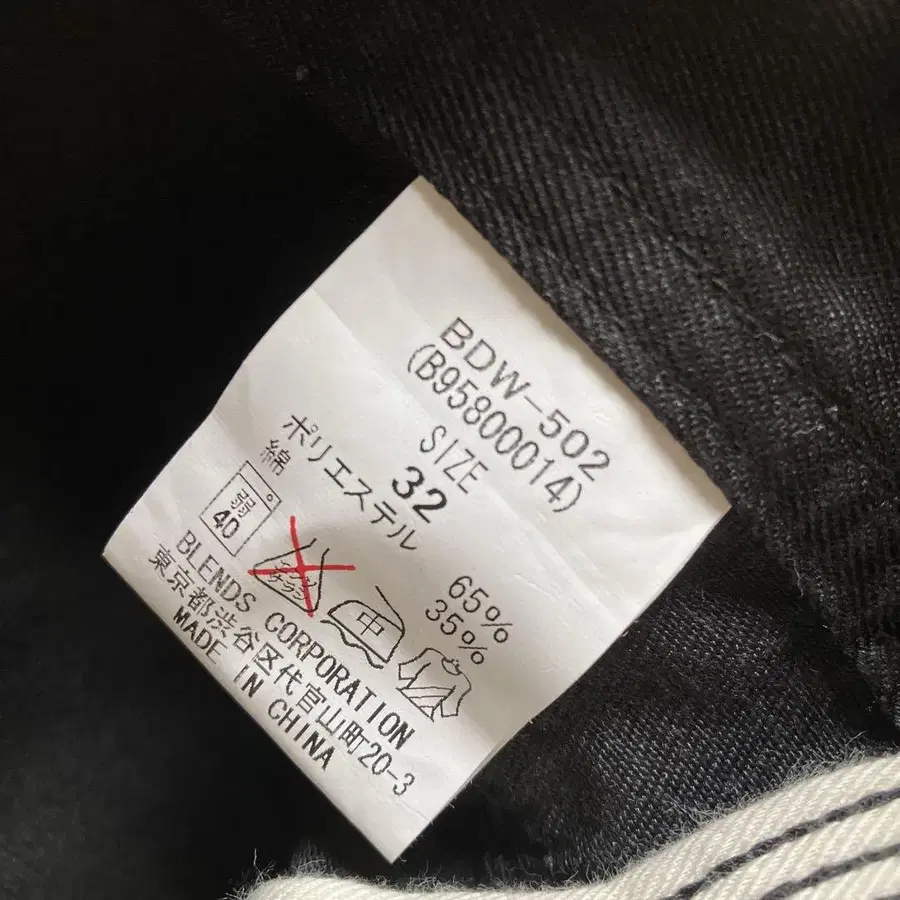 BDW-502
(B95800014)
SIZE
32
ポリエステル 65%
綿 35%
弱
40°
中
BLENDS CORPORATION
東京都渋谷区代官山町20-3
MADE IN CHINA